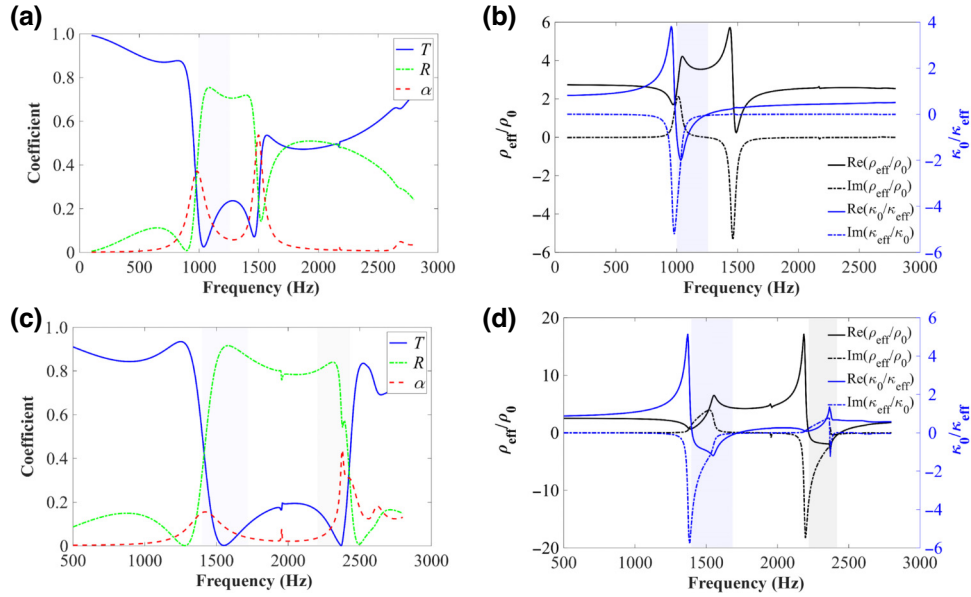 (a)
1.0
0.8
0.6
0.4
0.2
0
Coefficient
T
R
α
0 500 1000 1500 2000 2500 3000
Frequency (Hz)
(b)
6
4
2
0
−2
−4
−6
ρeff/ρ0
4
2
0
−2
−4
−6
κ0/κeff
Re(ρeff/ρ0)
Im(ρeff/ρ0)
Re(κ0/κeff)
Im(κeff/κ0)
0 500 1000 1500 2000 2500 3000
Frequency (Hz)
(c)
1.0
0.8
0.6
0.4
0.2
0
Coefficient
T
R
α
500 1000 1500 2000 2500 3000
Frequency (Hz)
(d)
20
10
0
−10
−20
ρeff/ρ0
6
4
2
0
−2
−4
−6
κ0/κeff
Re(ρeff/ρ0)
Im(ρeff/ρ0)
Re(κ0/κeff)
Im(κeff/κ0)
500 1000 1500 2000 2500 3000
Frequency (Hz)